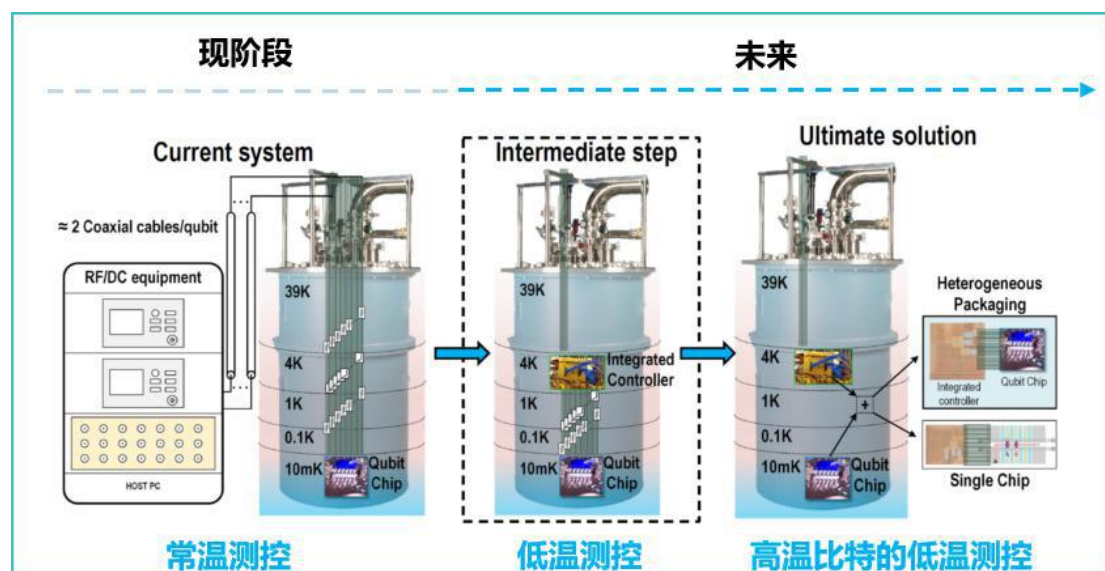 现阶段
未来
Current system
Intermediate step
Ultimate solution
≈ 2 Coaxial cables/qubit
RF/DC equipment
HOST PC
39K
4K
1K
0.1K
10mK
Qubit
Chip
39K
4K
Integrated
Controller
1K
0.1K
10mK
Qubit
Chip
39K
4K
1K
0.1K
10mK
Qubit
Chip
+
Heterogeneous
Packaging
Integrated
controller
Qubit Chip
Single Chip
常温测控
低温测控
高温比特的低温测控